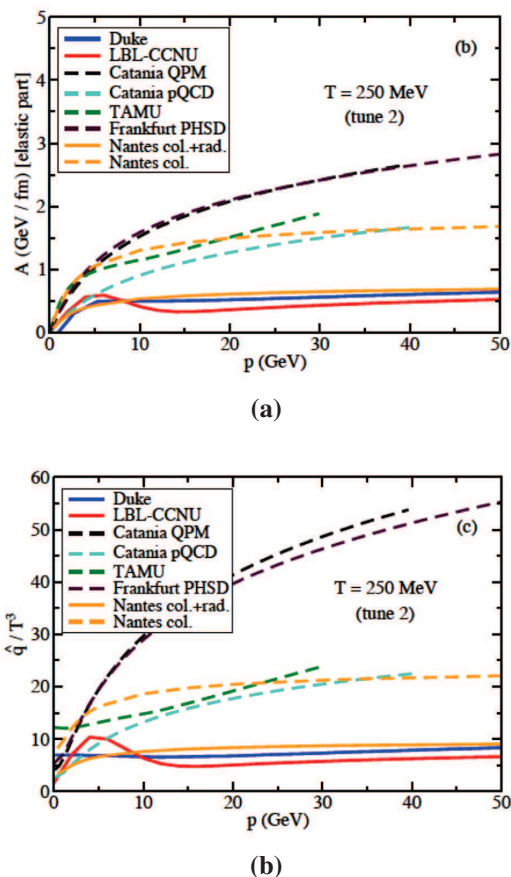 5
4
3
2
1
0
A (GeV / fm) [elastic part]
Duke
LBL-CCNU
Catania QPM
Catania pQCD
TAMU
Frankfurt PHSD
Nantes col.+rad.
Nantes col.
(b)
T = 250 MeV
(tune 2)
0 10 20 30 40 50
p (GeV)
(a)
60
50
40
30
20
10
0
q̂ / T³
Duke
LBL-CCNU
Catania QPM
Catania pQCD
TAMU
Frankfurt PHSD
Nantes col.+rad.
Nantes col.
(c)
T = 250 MeV
(tune 2)
0 10 20 30 40 50
p (GeV)
(b)